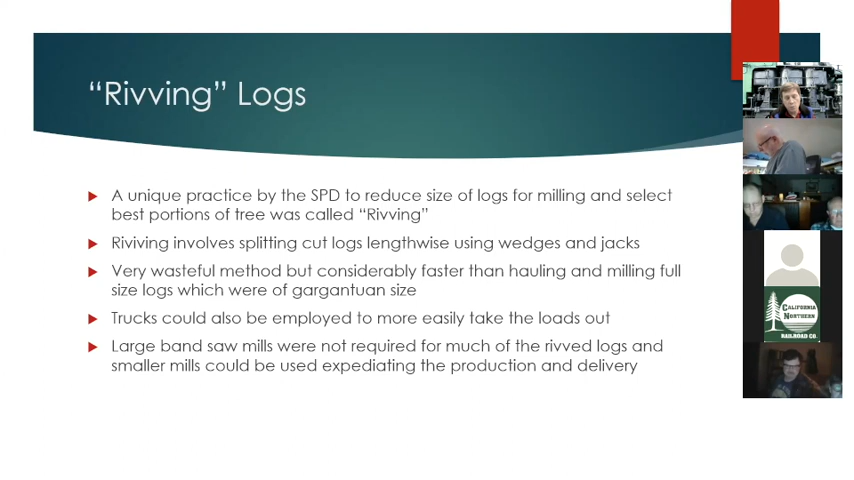 “Rivving” Logs
A unique practice by the SPD to reduce size of logs for milling and select
best portions of tree was called “Rivving”
Riviving involves splitting cut logs lengthwise using wedges and jacks
Very wasteful method but considerably faster than hauling and milling full
size logs which were of gargantuan size
Trucks could also be employed to more easily take the loads out
Large band saw mills were not required for much of the rivved logs and
smaller mills could be used expediating the production and delivery
CALIFORNIA
NORTHERN
RAILROAD CO.